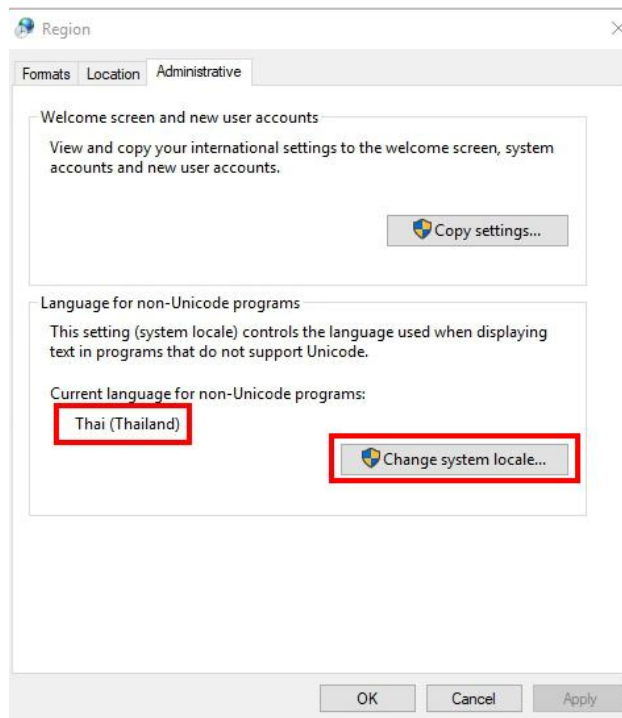 Region
Formats Location Administrative
Welcome screen and new user accounts
View and copy your international settings to the welcome screen, system
accounts and new user accounts.
Copy settings...
Language for non-Unicode programs
This setting (system locale) controls the language used when displaying
text in programs that do not support Unicode.
Current language for non-Unicode programs:
Thai (Thailand)
Change system locale...
OK Cancel Apply